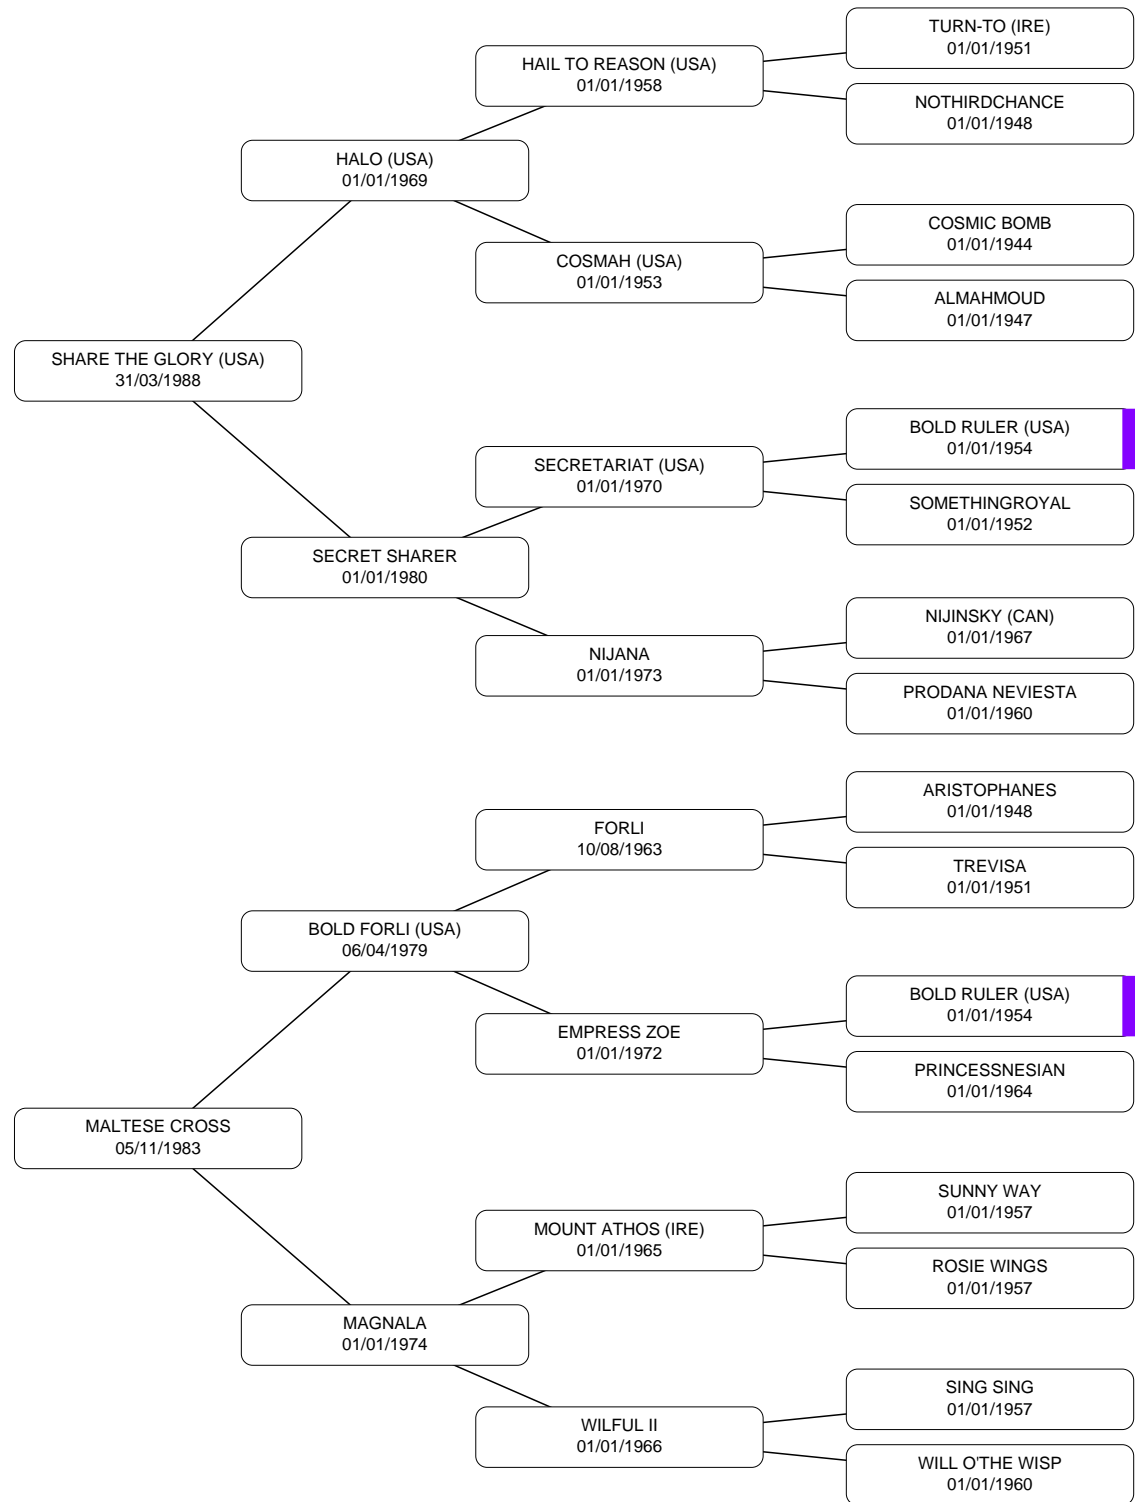 TURN-TO (IRE)
01/01/1951
HAIL TO REASON (USA)
01/01/1958
NOTHIRDCHANCE
01/01/1948
HALO (USA)
01/01/1969
COSMIC BOMB
01/01/1944
COSMAH (USA)
01/01/1953
ALMAHMOUD
01/01/1947
SHARE THE GLORY (USA)
31/03/1988
BOLD RULER (USA)
01/01/1954
SECRETARIAT (USA)
01/01/1970
SOMETHINGROYAL
01/01/1952
SECRET SHARER
01/01/1980
NIJINSKY (CAN)
01/01/1967
NIJANA
01/01/1973
PRODANA NEVIESTA
01/01/1960
ARISTOPHANES
01/01/1948
FORLI
10/08/1963
TREVISA
01/01/1951
BOLD FORLI (USA)
06/04/1979
BOLD RULER (USA)
01/01/1954
EMPRESS ZOE
01/01/1972
PRINCESSNESIAN
01/01/1964
MALTESE CROSS
05/11/1983
SUNNY WAY
01/01/1957
MOUNT ATHOS (IRE)
01/01/1965
ROSIE WINGS
01/01/1957
MAGNALA
01/01/1974
SING SING
01/01/1957
WILFUL II
01/01/1966
WILL O'THE WISP
01/01/1960